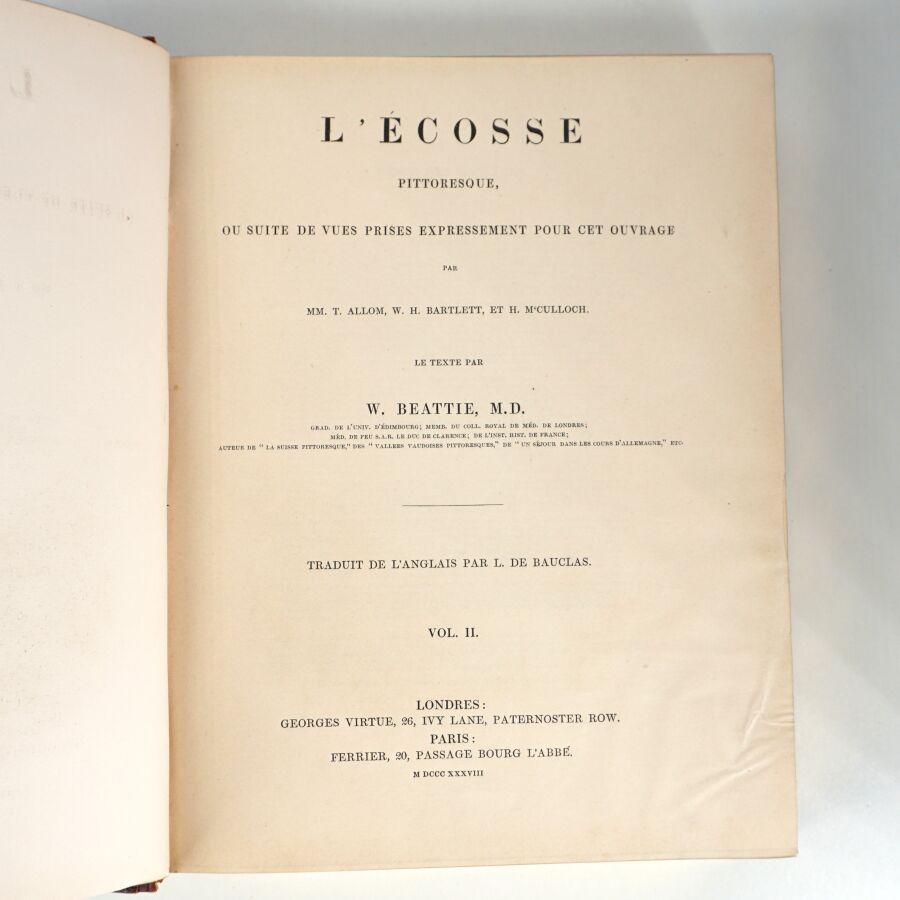 L'ÉCOSSE
PITTORESQUE,
OU SUITE DE VUES PRISES EXPRESSEMENT POUR CET OUVRAGE
PAR
MM. T. ALLOM, W. H. BARTLETT, ET H. McCULLOCH.
LE TEXTE PAR
W. BEATTIE, M.D.
GRAD. DE L'UNIV. D'ÉDIMBOURG; MEMB. DU COLL. ROYAL DE MÉD. DE LONDRES;
MÉD. DE FEU S.A.R. LE DUC DE CLARENCE; DE L'INST. HIST. DE FRANCE;
AUTEUR DE "LA SUISSE PITTORESQUE," DES "VALLEES VAUDOISES PITTORESQUES," DE "UN SÉJOUR DANS LES COURS D'ALLEMAGNE," ETC.
TRADUIT DE L'ANGLAIS PAR L. DE BAUCLAS.
VOL. II.
LONDRES:
GEORGES VIRTUE, 26, IVY LANE, PATERNOSTER ROW.
PARIS:
FERRIER, 20, PASSAGE BOURG L'ABBÉ.
M DCCC XXXVIII